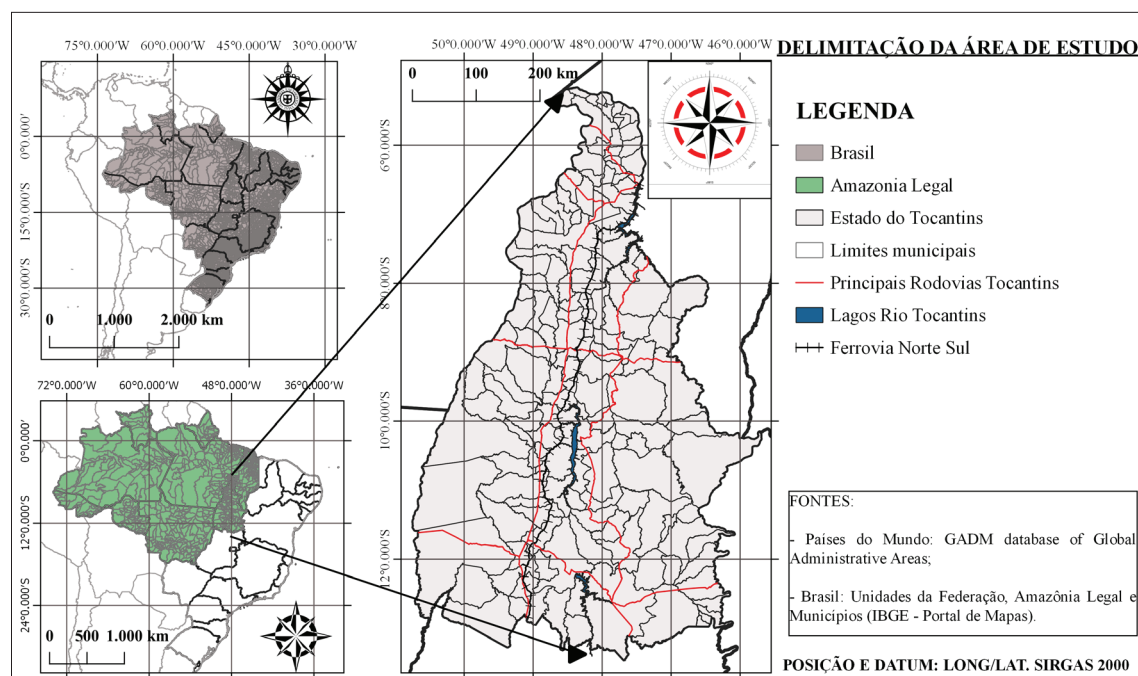 75°0.000'W 60°0.000'W 45°0.000'W 30°0.000'W
0°0.000'
15°0.000'S
30°0.000'S
0 1.000 2.000 km
72°0.000'W 60°0.000'W 48°0.000'W 36°0.000'W
0°0.000'
12°0.000'S
24°0.000'S
0 500 1.000 km
50°0.000'W 49°0.000'W 48°0.000'W 47°0.000'W 46°0.000'W
0 100 200 km
6°0.000'S
8°0.000'S
10°0.000'S
12°0.000'S
DELIMITAÇÃO DA ÁREA DE ESTUDO
LEGENDA
Brasil
Amazonia Legal
Estado do Tocantins
Limites municipais
Principais Rodovias Tocantins
Lagos Rio Tocantins
Ferrovia Norte Sul
FONTES:
- Países do Mundo: GADM database of Global
Administrative Areas;
- Brasil: Unidades da Federação, Amazônia Legal e
Municípios (IBGE - Portal de Mapas).
POSIÇÃO E DATUM: LONG/LAT. SIRGAS 2000